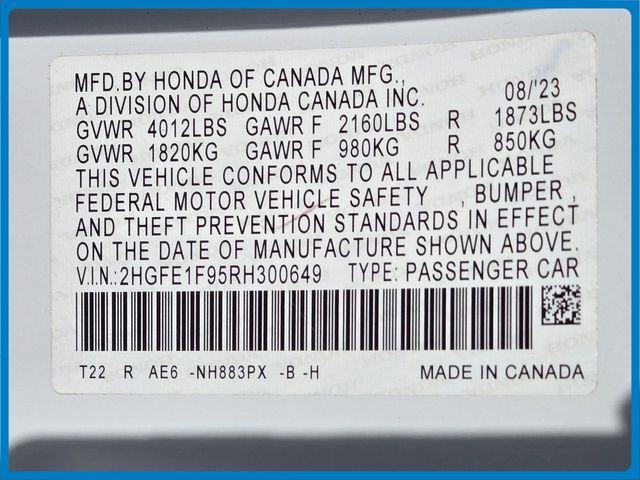 MFD.BY HONDA OF CANADA MFG.,
A DIVISION OF HONDA CANADA INC. 08/'23
GVWR 4012LBS GAWR F 2160LBS R 1873LBS
GVWR 1820KG GAWR F 980KG R 850KG
THIS VEHICLE CONFORMS TO ALL APPLICABLE
FEDERAL MOTOR VEHICLE SAFETY , BUMPER ,
AND THEFT PREVENTION STANDARDS IN EFFECT
ON THE DATE OF MANUFACTURE SHOWN ABOVE.
V.I.N.: 2HGFE1F95RH300649 TYPE: PASSENGER CAR
T22 R AE6 -NH883PX -B -H MADE IN CANADA